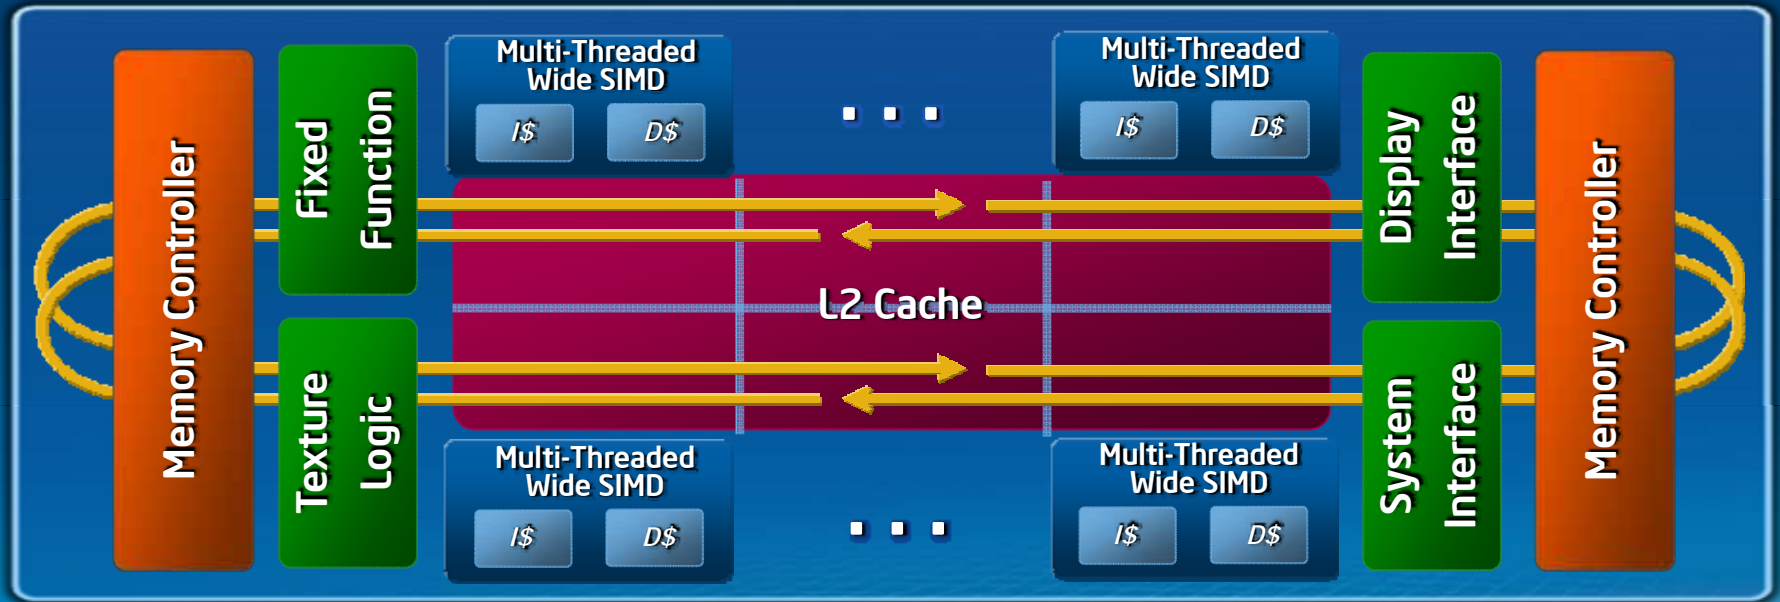 Memory Controller
Fixed
Function
Texture
Logic
Multi-Threaded
Wide SIMD
I$ D$
...
Multi-Threaded
Wide SIMD
I$ D$
L2 Cache
Multi-Threaded
Wide SIMD
I$ D$
...
Multi-Threaded
Wide SIMD
I$ D$
Display
Interface
System
Interface
Memory Controller